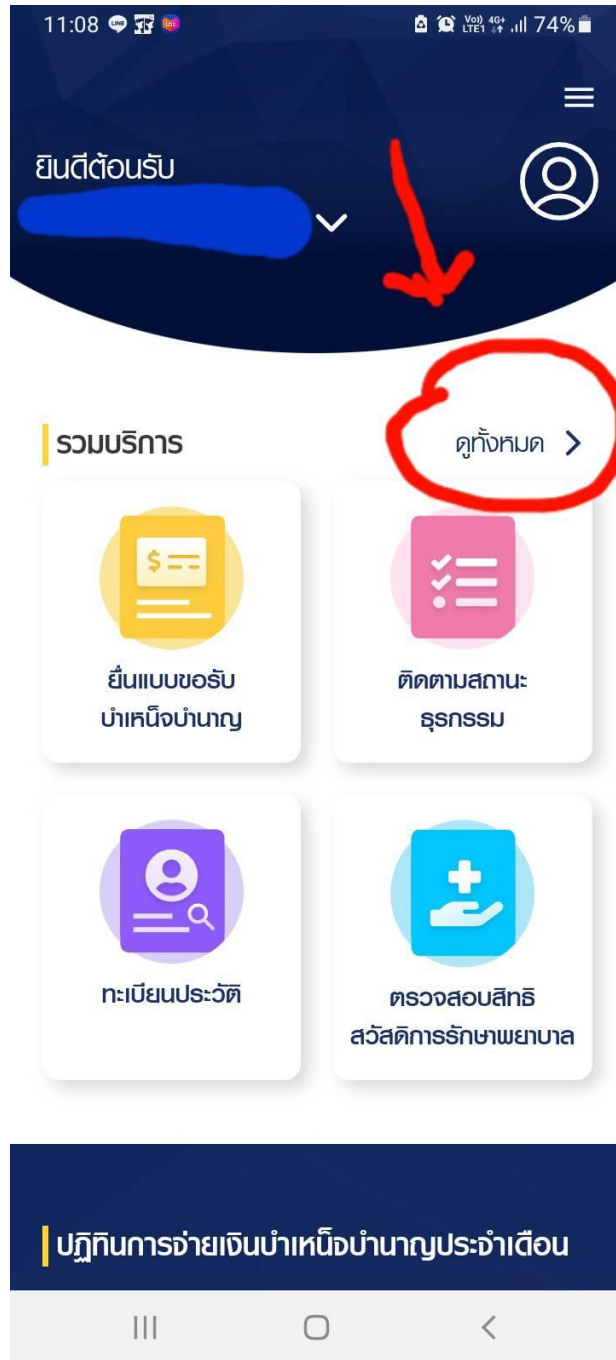 11:08 74%
ยินดีต้อนรับ
รวมบริการ ดูทั้งหมด
ยื่นแบบขอรับ
บำเหน็จบำนาญ
ติดตามสถานะ
ธุรกรรม
ทะเบียนประวัติ
ตรวจสอบสิทธิ
สวัสดิการรักษาพยาบาล
ปฏิทินการจ่ายเงินบำเหน็จบำนาญประจำเดือน